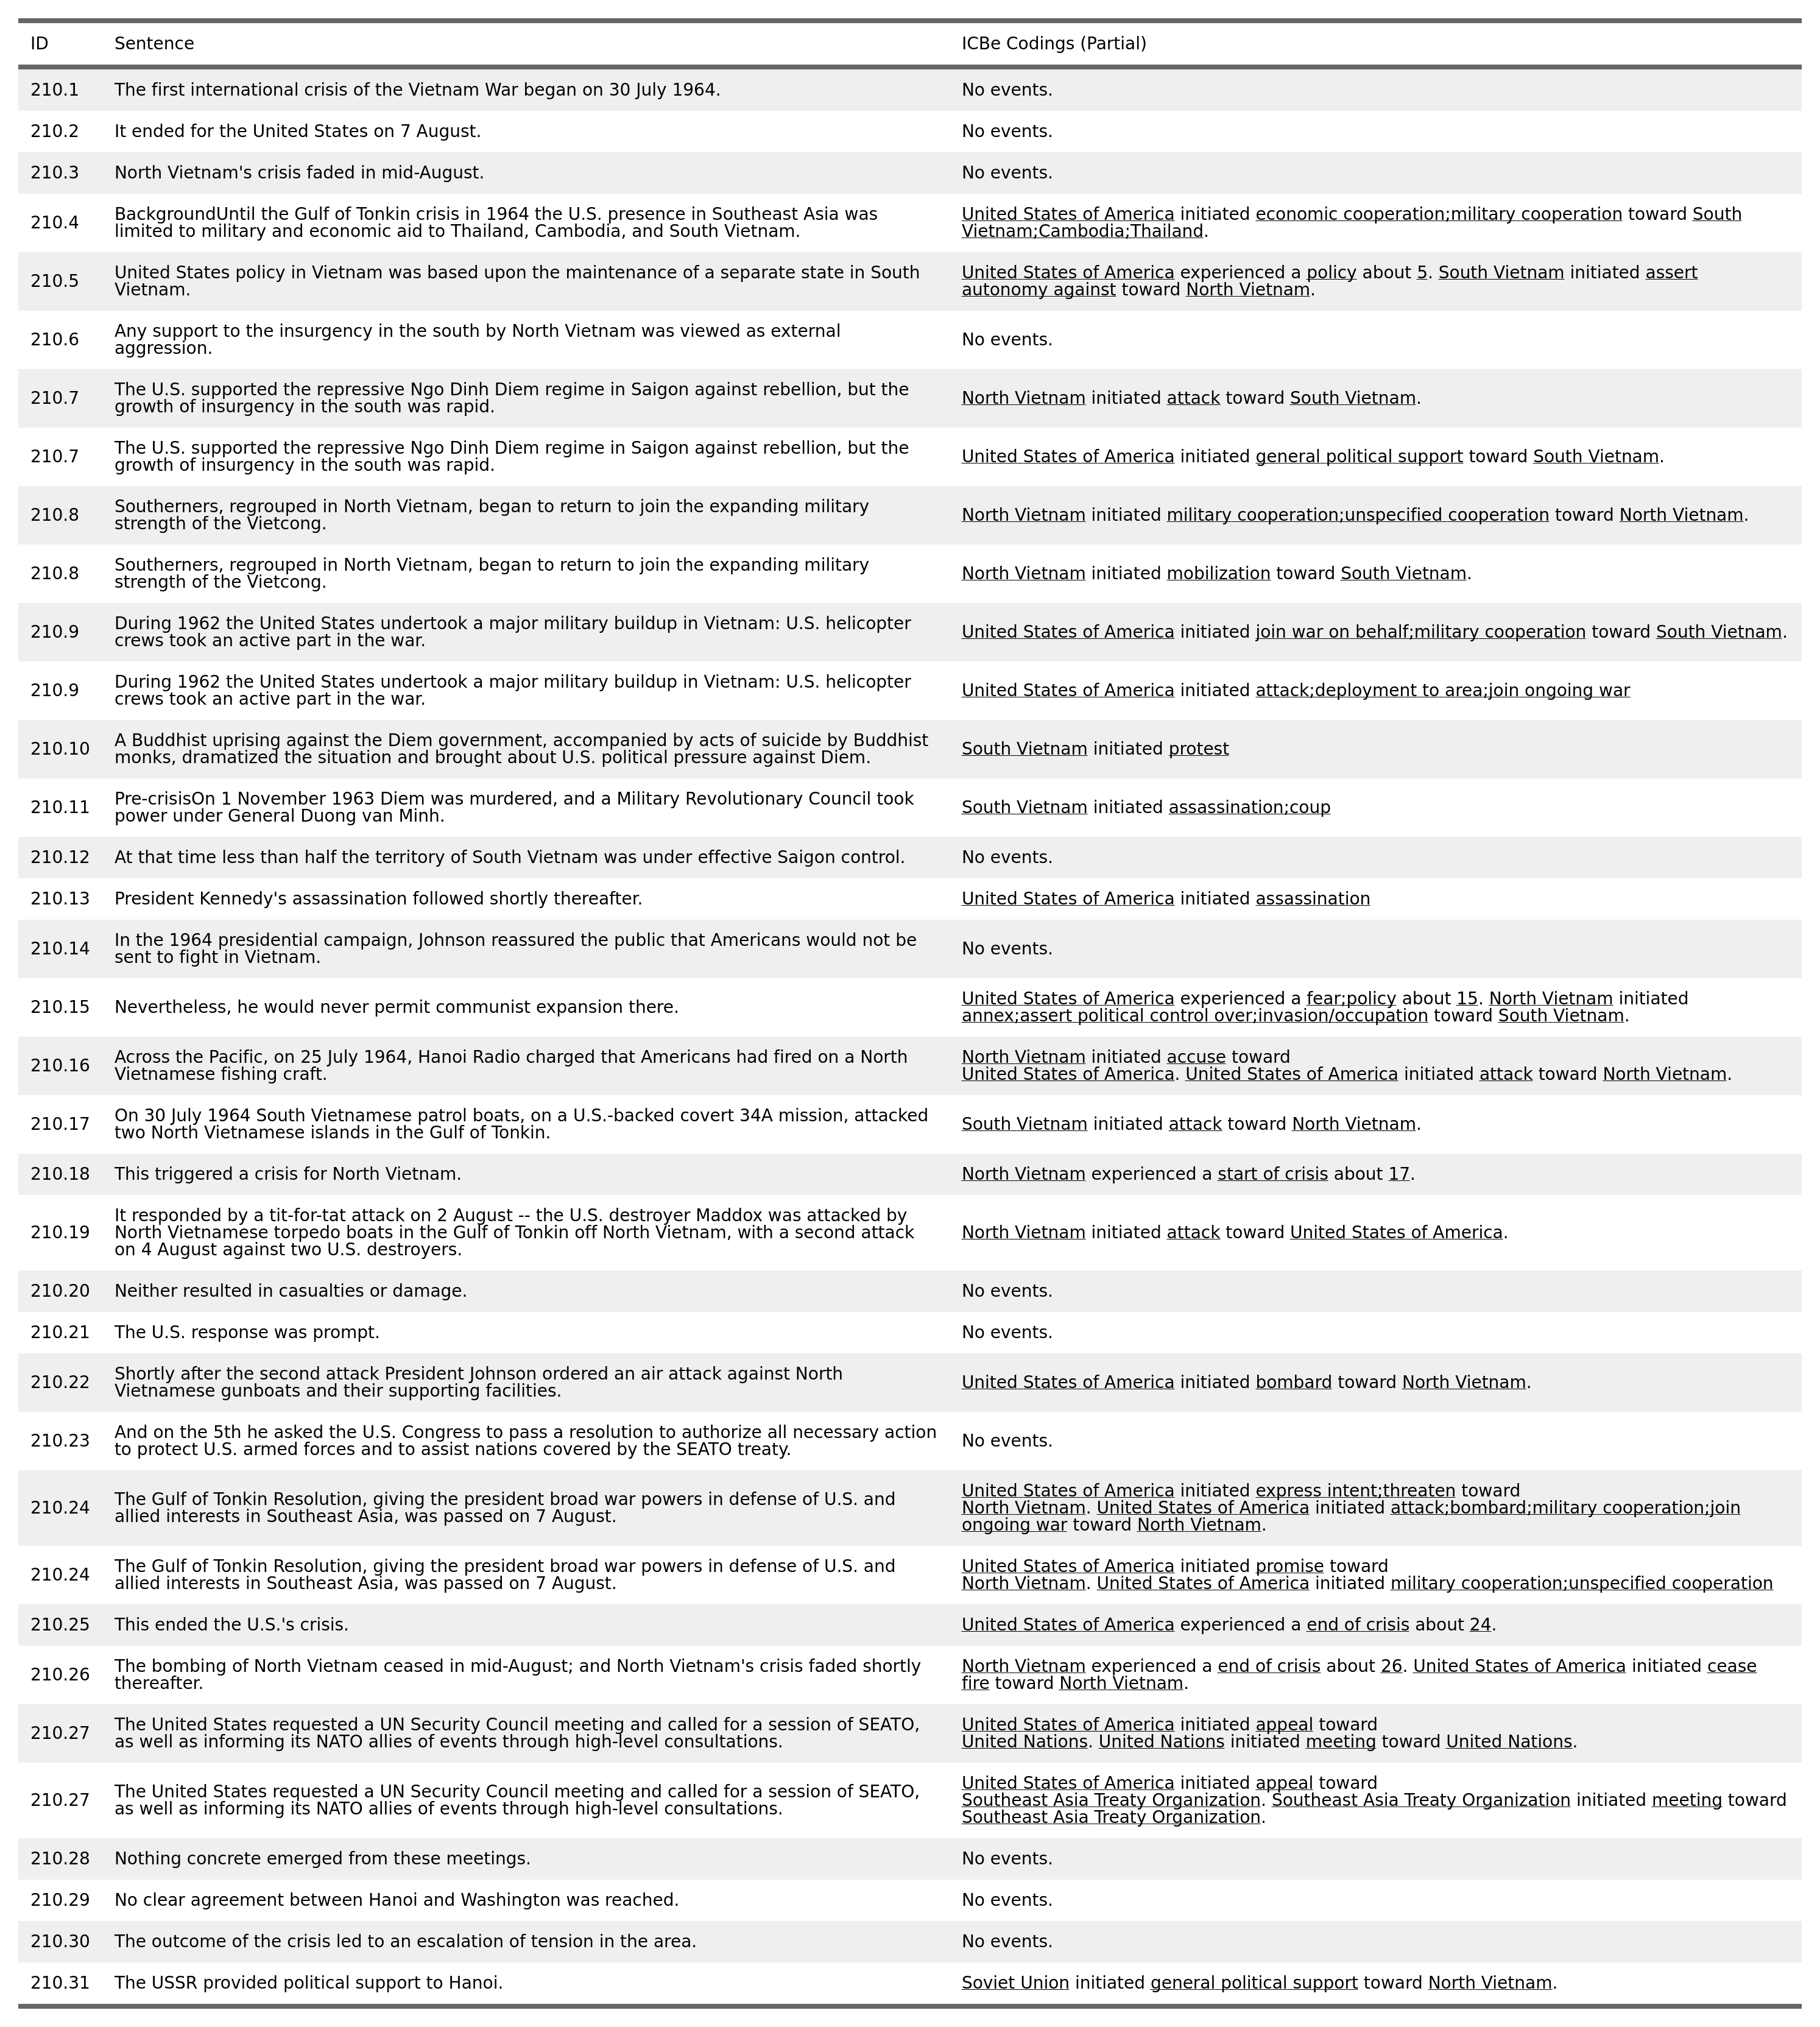 ID Sentence ICBe Codings (Partial)
210.1 The first international crisis of the Vietnam War began on 30 July 1964. No events.
210.2 It ended for the United States on 7 August. No events.
210.3 North Vietnam's crisis faded in mid-August. No events.
210.4 BackgroundUntil the Gulf of Tonkin crisis in 1964 the U.S. presence in Southeast Asia was United States of America initiated economic cooperation;military cooperation toward South
limited to military and economic aid to Thailand, Cambodia, and South Vietnam. Vietnam;Cambodia;Thailand.
210.5 United States policy in Vietnam was based upon the maintenance of a separate state in South United States of America experienced a policy about 5. South Vietnam initiated assert
Vietnam. autonomy against toward North Vietnam.
210.6 Any support to the insurgency in the south by North Vietnam was viewed as external No events.
aggression.
210.7 The U.S. supported the repressive Ngo Dinh Diem regime in Saigon against rebellion, but the North Vietnam initiated attack toward South Vietnam.
growth of insurgency in the south was rapid.
210.7 The U.S. supported the repressive Ngo Dinh Diem regime in Saigon against rebellion, but the United States of America initiated general political support toward South Vietnam.
growth of insurgency in the south was rapid.
210.8 Southerners, regrouped in North Vietnam, began to return to join the expanding military North Vietnam initiated military cooperation;unspecified cooperation toward North Vietnam.
strength of the Vietcong.
210.8 Southerners, regrouped in North Vietnam, began to return to join the expanding military North Vietnam initiated mobilization toward South Vietnam.
strength of the Vietcong.
210.9 During 1962 the United States undertook a major military buildup in Vietnam: U.S. helicopter United States of America initiated join war on behalf;military cooperation toward South Vietnam.
crews took an active part in the war.
210.9 During 1962 the United States undertook a major military buildup in Vietnam: U.S. helicopter United States of America initiated attack;deployment to area;join ongoing war
crews took an active part in the war.
210.10 A Buddhist uprising against the Diem government, accompanied by acts of suicide by Buddhist South Vietnam initiated protest
monks, dramatized the situation and brought about U.S. political pressure against Diem.
210.11 Pre-crisisOn 1 November 1963 Diem was murdered, and a Military Revolutionary Council took South Vietnam initiated assassination;coup
power under General Duong van Minh.
210.12 At that time less than half the territory of South Vietnam was under effective Saigon control. No events.
210.13 President Kennedy's assassination followed shortly thereafter. United States of America initiated assassination
210.14 In the 1964 presidential campaign, Johnson reassured the public that Americans would not be No events.
sent to fight in Vietnam.
210.15 Nevertheless, he would never permit communist expansion there. United States of America experienced a fear;policy about 15. North Vietnam initiated
annex;assert political control over;invasion/occupation toward South Vietnam.
210.16 Across the Pacific, on 25 July 1964, Hanoi Radio charged that Americans had fired on a North North Vietnam initiated accuse toward
Vietnamese fishing craft. United States of America. United States of America initiated attack toward North Vietnam.
210.17 On 30 July 1964 South Vietnamese patrol boats, on a U.S.-backed covert 34A mission, attacked South Vietnam initiated attack toward North Vietnam.
two North Vietnamese islands in the Gulf of Tonkin.
210.18 This triggered a crisis for North Vietnam. North Vietnam experienced a start of crisis about 17.
210.19 It responded by a tit-for-tat attack on 2 August -- the U.S. destroyer Maddox was attacked by
North Vietnamese torpedo boats in the Gulf of Tonkin off North Vietnam, with a second attack North Vietnam initiated attack toward United States of America.
on 4 August against two U.S. destroyers.
210.20 Neither resulted in casualties or damage. No events.
210.21 The U.S. response was prompt. No events.
210.22 Shortly after the second attack President Johnson ordered an air attack against North United States of America initiated bombard toward North Vietnam.
Vietnamese gunboats and their supporting facilities.
210.23 And on the 5th he asked the U.S. Congress to pass a resolution to authorize all necessary action No events.
to protect U.S. armed forces and to assist nations covered by the SEATO treaty.
United States of America initiated express intent;threaten toward
210.24 The Gulf of Tonkin Resolution, giving the president broad war powers in defense of U.S. and North Vietnam. United States of America initiated attack;bombard;military cooperation;join
allied interests in Southeast Asia, was passed on 7 August. ongoing war toward North Vietnam.
210.24 The Gulf of Tonkin Resolution, giving the president broad war powers in defense of U.S. and United States of America initiated promise toward
allied interests in Southeast Asia, was passed on 7 August. North Vietnam. United States of America initiated military cooperation;unspecified cooperation
210.25 This ended the U.S.'s crisis. United States of America experienced a end of crisis about 24.
210.26 The bombing of North Vietnam ceased in mid-August; and North Vietnam's crisis faded shortly North Vietnam experienced a end of crisis about 26. United States of America initiated cease
thereafter. fire toward North Vietnam.
210.27 The United States requested a UN Security Council meeting and called for a session of SEATO, United States of America initiated appeal toward
as well as informing its NATO allies of events through high-level consultations. United Nations. United Nations initiated meeting toward United Nations.
United States of America initiated appeal toward
210.27 The United States requested a UN Security Council meeting and called for a session of SEATO, Southeast Asia Treaty Organization. Southeast Asia Treaty Organization initiated meeting toward
as well as informing its NATO allies of events through high-level consultations. Southeast Asia Treaty Organization.
210.28 Nothing concrete emerged from these meetings. No events.
210.29 No clear agreement between Hanoi and Washington was reached. No events.
210.30 The outcome of the crisis led to an escalation of tension in the area. No events.
210.31 The USSR provided political support to Hanoi. Soviet Union initiated general political support toward North Vietnam.